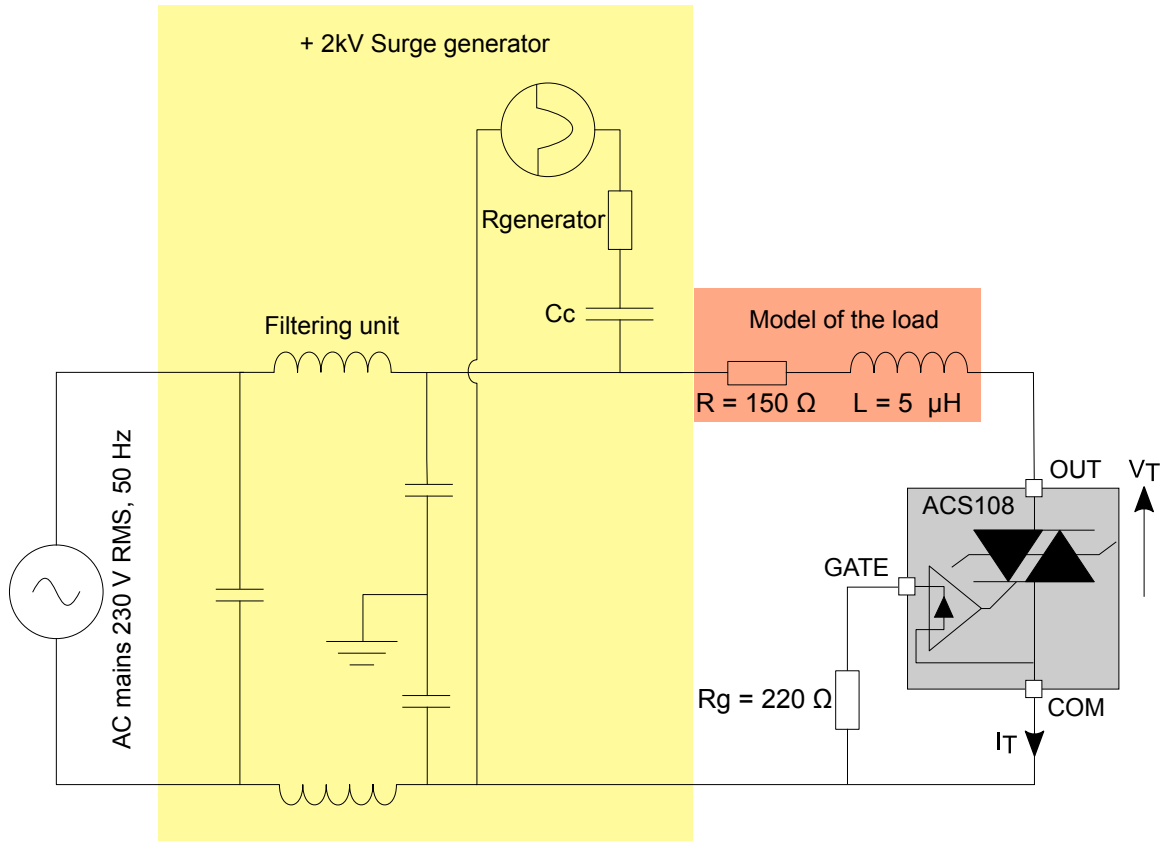 + 2kV Surge generator
Rgenerator
Cc
Filtering unit
Model of the load
R = 150 Ω
L = 5 µH
AC mains 230 V RMS, 50 Hz
OUT
VT
ACS108
GATE
Rg = 220 Ω
COM
IT